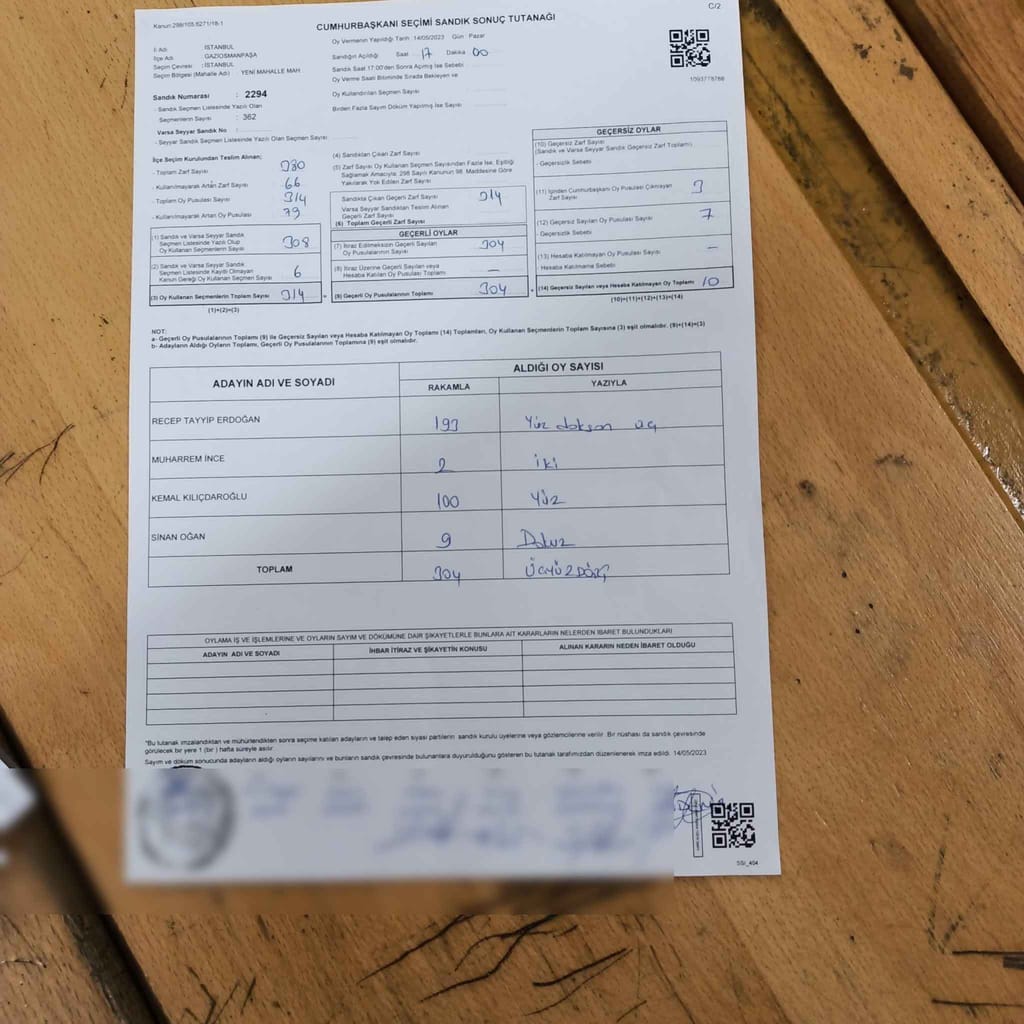 Kanun:298/105.6271/18-1
C/2
CUMHURBAŞKANI SEÇİMİ SANDIK SONUÇ TUTANAĞI
İl Adı : İSTANBUL
İlçe Adı : GAZİOSMANPAŞA
Seçim Çevresi : İSTANBUL
Seçim Bölgesi (Mahalle Adı) YENİ MAHALLE MAH.
Sandık Numarası : 2294
- Sandık Seçmen Listesinde Yazılı Olan
Seçmenlerin Sayısı : 362
Varsa Seyyar Sandık No :
- Seyyar Sandık Seçmen Listesinde Yazılı Olan Seçmen Sayısı
Oy Vermenin Yapıldığı Tarih 14/05/2023 Gün Pazar
Sandığın Açıldığı Saat 17 Dakika 00
Sandık Saat 17:00'den Sonra Açılmış İse Sebebi
Oy Verme Saati Bitiminde Sırada Bekleyen ve
Oy Kullandırılan Seçmen Sayısı
Birden Fazla Sayım Döküm Yapılmış İse Sayısı
1093778768
İlçe Seçim Kurulundan Teslim Alınan;
- Toplam Zarf Sayısı 380
- Kullanılmayarak Artan Zarf Sayısı 66
- Toplam Oy Pusulası Sayısı 314
- Kullanılmayarak Artan Oy Pusulası 79
(1) Sandık ve Varsa Seyyar Sandık
Seçmen Listesinde Yazılı Olup
Oy Kullanan Seçmenlerin Sayısı 308
(2) Sandık ve Varsa Seyyar Sandık
Seçmen Listesinde Kayıtlı Olmayan
Kanun Gereği Oy Kullanan Seçmen Sayısı 6
(3) Oy Kullanan Seçmenlerin Toplam Sayısı 314
(1)+(2)=(3)
(4) Sandıktan Çıkan Zarf Sayısı
(5) Zarf Sayısı Oy Kullanan Seçmen Sayısından Fazla İse, Eşitliği
Sağlamak Amacıyla, 298 Sayılı Kanunun 98. Maddesine Göre
Yakılarak Yok Edilen Zarf Sayısı
Sandıkta Çıkan Geçerli Zarf Sayısı 314
Varsa Seyyar Sandıktan Teslim Alınan
Geçerli Zarf Sayısı
(6) Toplam Geçerli Zarf Sayısı
GEÇERLİ OYLAR
(7) İtiraz Edilmeksizin Geçerli Sayılan
Oy Pusulasının Sayısı 304
(8) İtiraz Üzerine Geçerli Sayılan veya
Hesaba Katılan Oy Pusulası Toplamı —
(9) Geçerli Oy Pusulalarının Toplamı 304
GEÇERSİZ OYLAR
(10) Geçersiz Zarf Sayısı
(Sandık ve Varsa Seyyar Sandık Geçersiz Zarf Toplamı)
- Geçersizlik Sebebi
(11) İçinden Cumhurbaşkanı Oy Pusulası Çıkmayan
Zarf Sayısı 3
(12) Geçersiz Sayılan Oy Pusulası Sayısı 7
- Geçersizlik Sebebi
(13) Hesaba Katılmayan Oy Pusulası Sayısı —
Hesaba Katılmama Sebebi
(14) Geçersiz Sayılan veya Hesaba Katılmayan Oy Toplamı 10
(10)+(11)+(12)+(13)=(14)
NOT:
a- Geçerli Oy Pusulalarının Toplamı (9) ile Geçersiz Sayılan veya Hesaba Katılmayan Oy Toplamı (14) Toplamları, Oy Kullanan Seçmenlerin Toplam Sayısına (3) eşit olmalıdır. (9)+(14)=(3)
b- Adayların Aldığı Oyların Toplamı, Geçerli Oy Pusulalarının Toplamına (9) eşit olmalıdır.
ADAYIN ADI VE SOYADI
ALDIĞI OY SAYISI
RAKAMLA YAZIYLA
RECEP TAYYİP ERDOĞAN 193 Yüz doksan üç
MUHARREM İNCE 2 iki
KEMAL KILIÇDAROĞLU 100 Yüz
SİNAN OĞAN 9 Dokuz
TOPLAM 304 ÜÇYÜZDÖRT
OYLAMA İŞ VE İŞLEMLERİNE VE OYLARIN SAYIM VE DÖKÜMÜNE DAİR ŞİKAYETLERLE BUNLARA AİT KARARLARIN NELERDEN İBARET BULUNDUKLARI
ADAYIN ADI VE SOYADI İHBAR İTİRAZ VE ŞİKAYETİN KONUSU ALINAN KARARIN NEDEN İBARET OLDUĞU
*Bu tutanak imzalandıktan ve mühürlendikten sonra seçime katılan adayların ve talep eden siyasi partilerin sandık kurulu üyelerine veya gözlemcilerine verilir. Bir nüshası da sandık çevresinde
görülecek bir yere 1 (bir) hafta süreyle asılır.
Sayım ve döküm sonucunda adayların aldığı oyların sayılarını ve bunların sandık çevresinde bulunanlara duyurulduğunu gösteren bu tutanak tarafımızdan düzenlenerek imza edildi. 14/05/2023
SSI_404